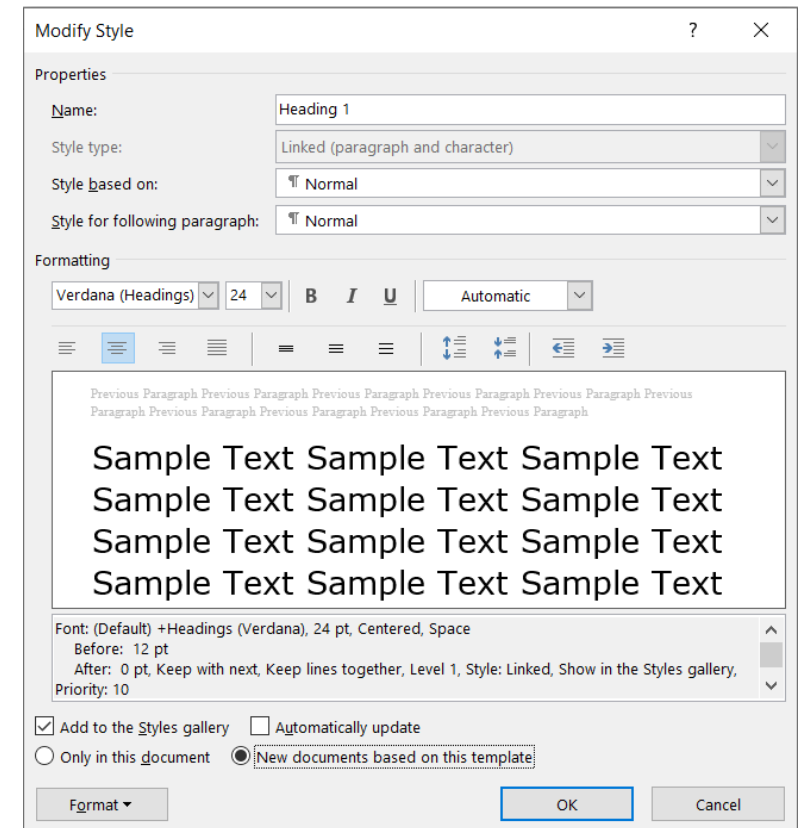 Modify Style ? ×
Properties
Name: Heading 1
Style type: Linked (paragraph and character)
Style based on: ¶ Normal
Style for following paragraph: ¶ Normal
Formatting
Verdana (Headings) 24 B I U Automatic
Previous Paragraph Previous Paragraph Previous Paragraph Previous Paragraph Previous Paragraph Previous
Paragraph Previous Paragraph Previous Paragraph Previous Paragraph Previous Paragraph
Sample Text Sample Text Sample Text
Sample Text Sample Text Sample Text
Sample Text Sample Text Sample Text
Sample Text Sample Text Sample Text
Font: (Default) +Headings (Verdana), 24 pt, Centered, Space
Before: 12 pt
After: 0 pt, Keep with next, Keep lines together, Level 1, Style: Linked, Show in the Styles gallery,
Priority: 10
Add to the Styles gallery Automatically update
Only in this document New documents based on this template
Format OK Cancel